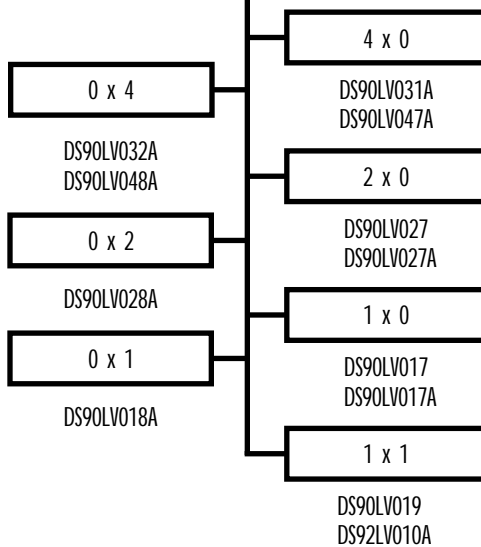 4 x 0
DS90LV031A
DS90LV047A
0 x 4
DS90LV032A
DS90LV048A
2 x 0
DS90LV027
DS90LV027A
0 x 2
DS90LV028A
1 x 0
DS90LV017
DS90LV017A
0 x 1
DS90LV018A
1 x 1
DS90LV019
DS92LV010A